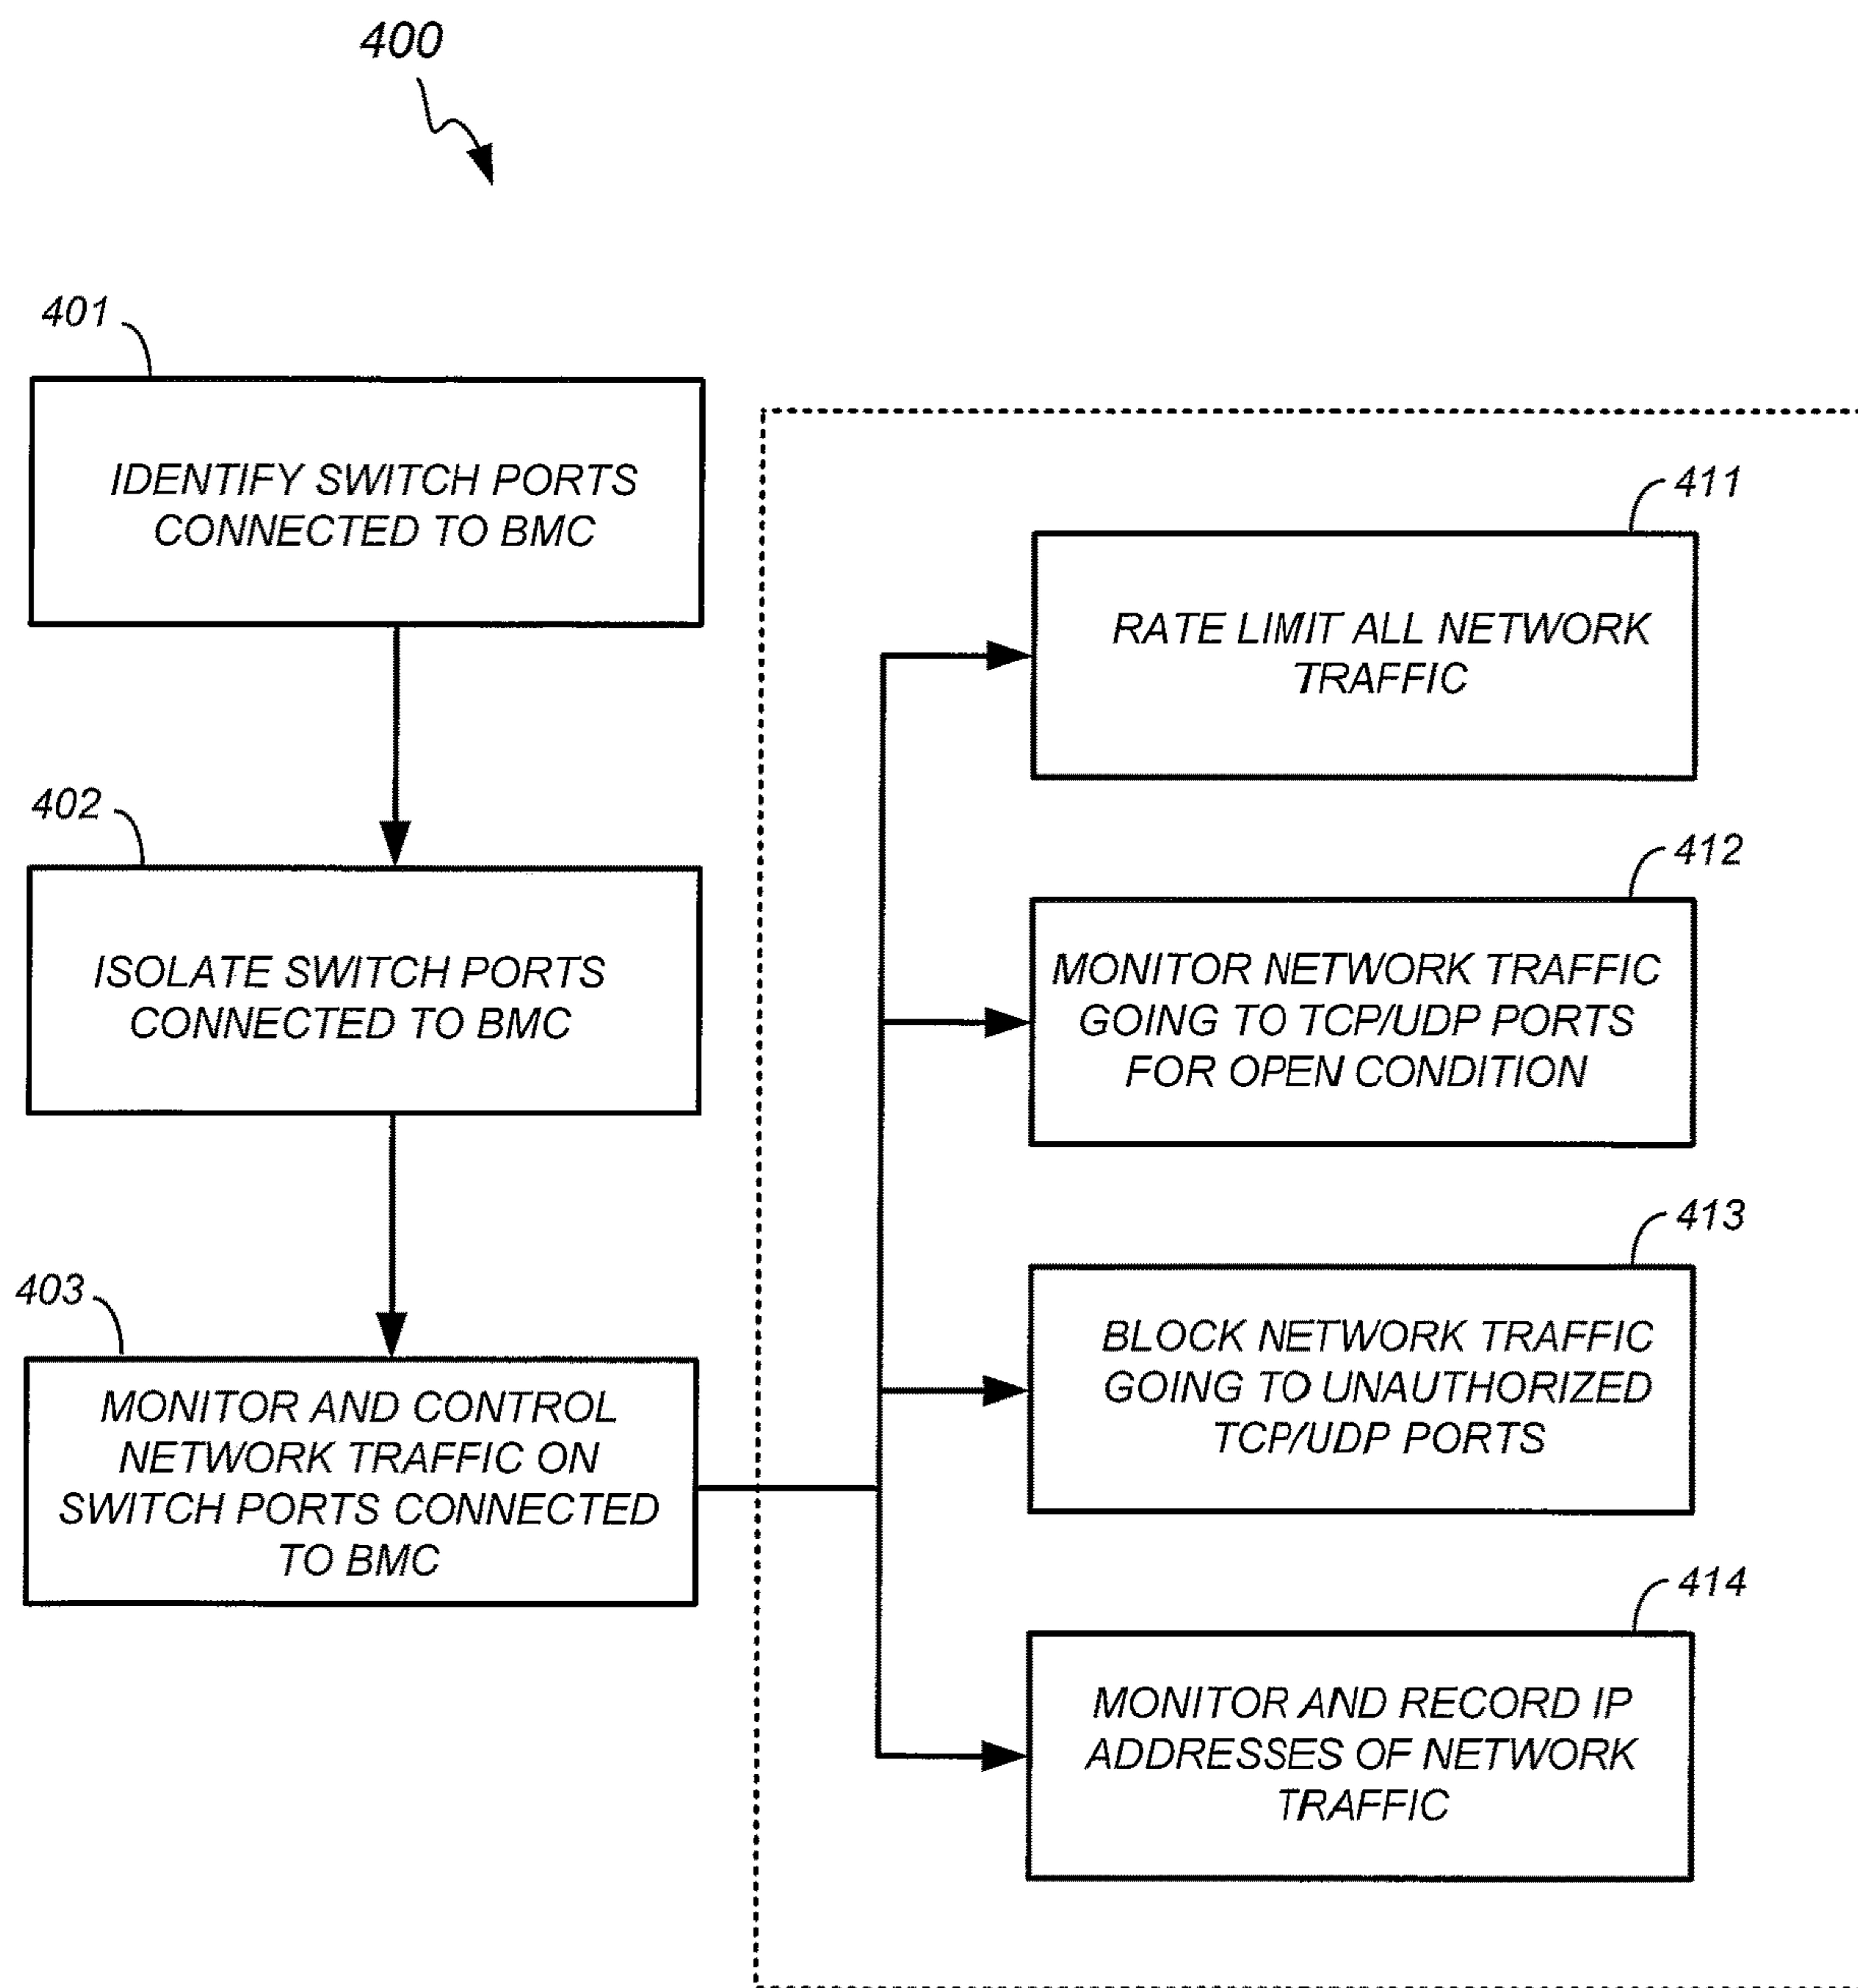 400
401
IDENTIFY SWITCH PORTS
CONNECTED TO BMC
402
ISOLATE SWITCH PORTS
CONNECTED TO BMC
403
MONITOR AND CONTROL
NETWORK TRAFFIC ON
SWITCH PORTS CONNECTED
TO BMC
411
RATE LIMIT ALL NETWORK
TRAFFIC
412
MONITOR NETWORK TRAFFIC
GOING TO TCP/UDP PORTS
FOR OPEN CONDITION
413
BLOCK NETWORK TRAFFIC
GOING TO UNAUTHORIZED
TCP/UDP PORTS
414
MONITOR AND RECORD IP
ADDRESSES OF NETWORK
TRAFFIC